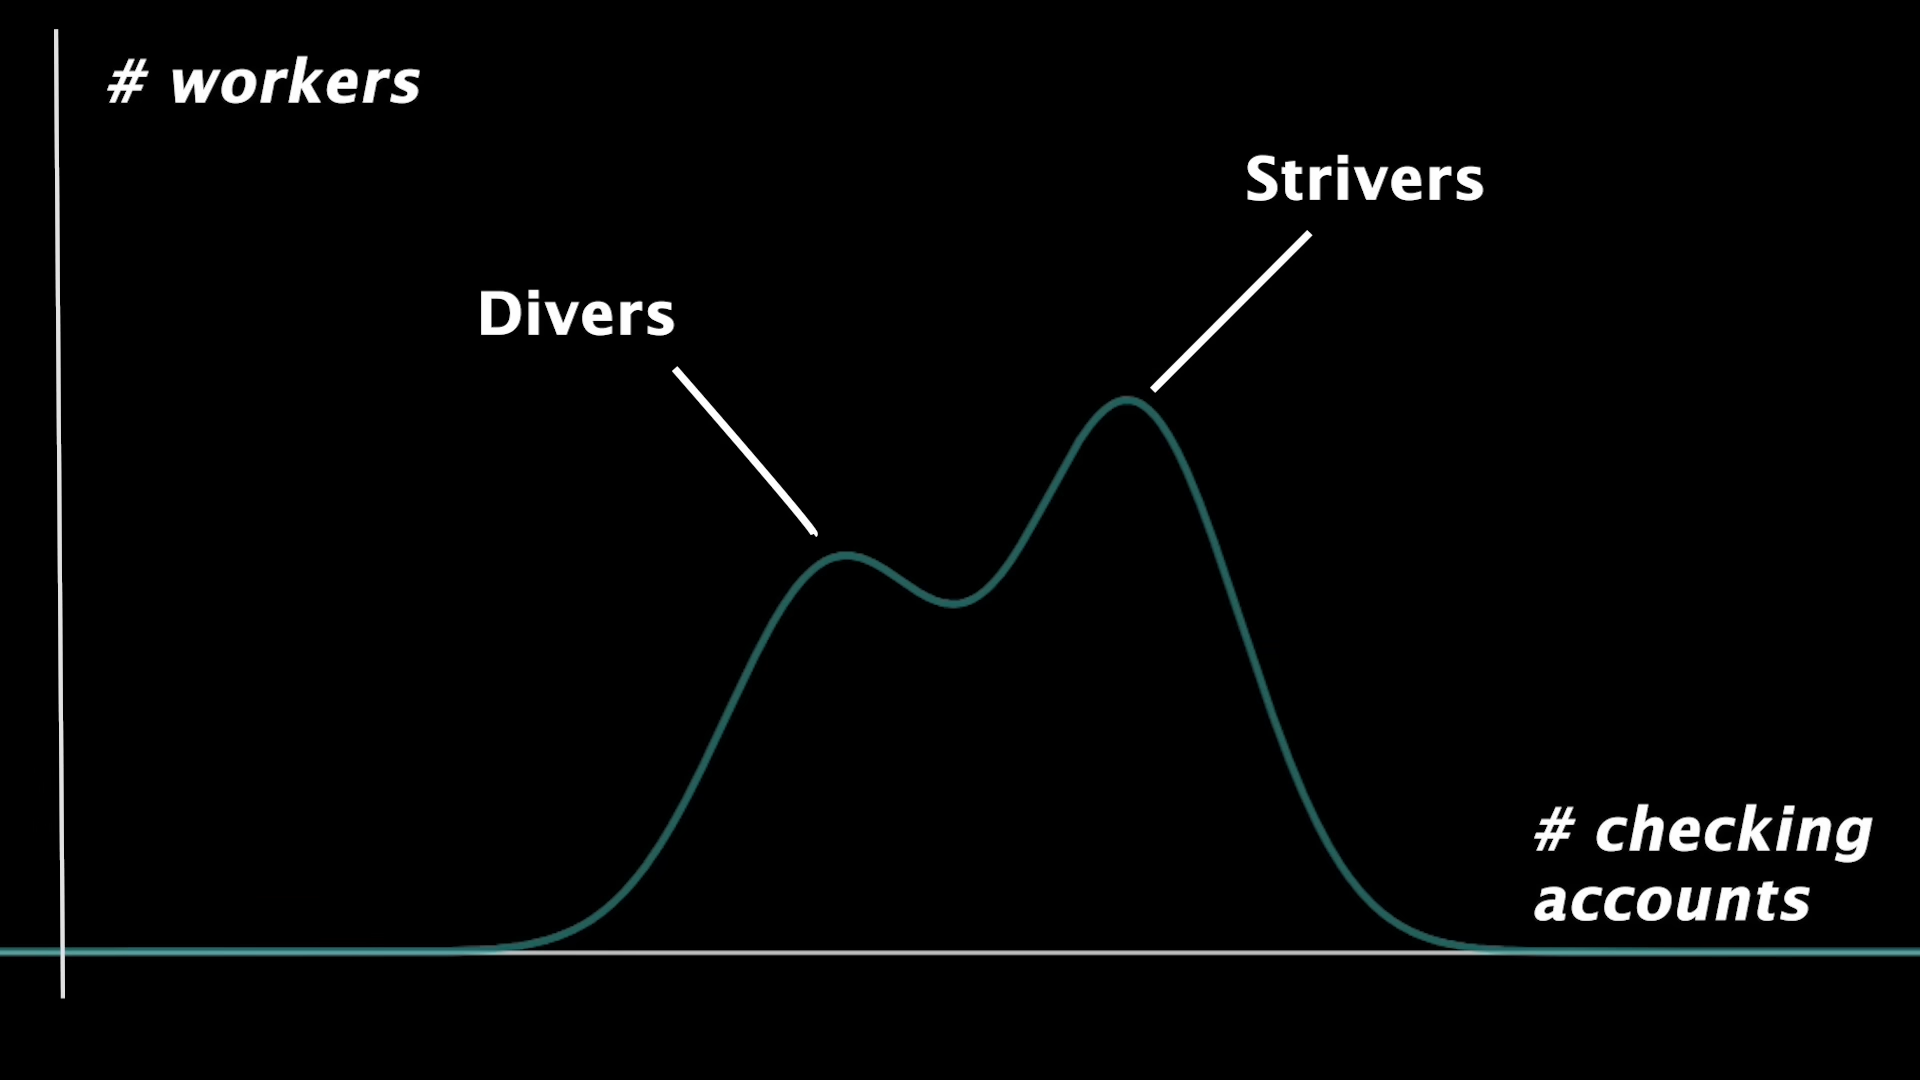 # workers
Strivers
Divers
# checking
accounts